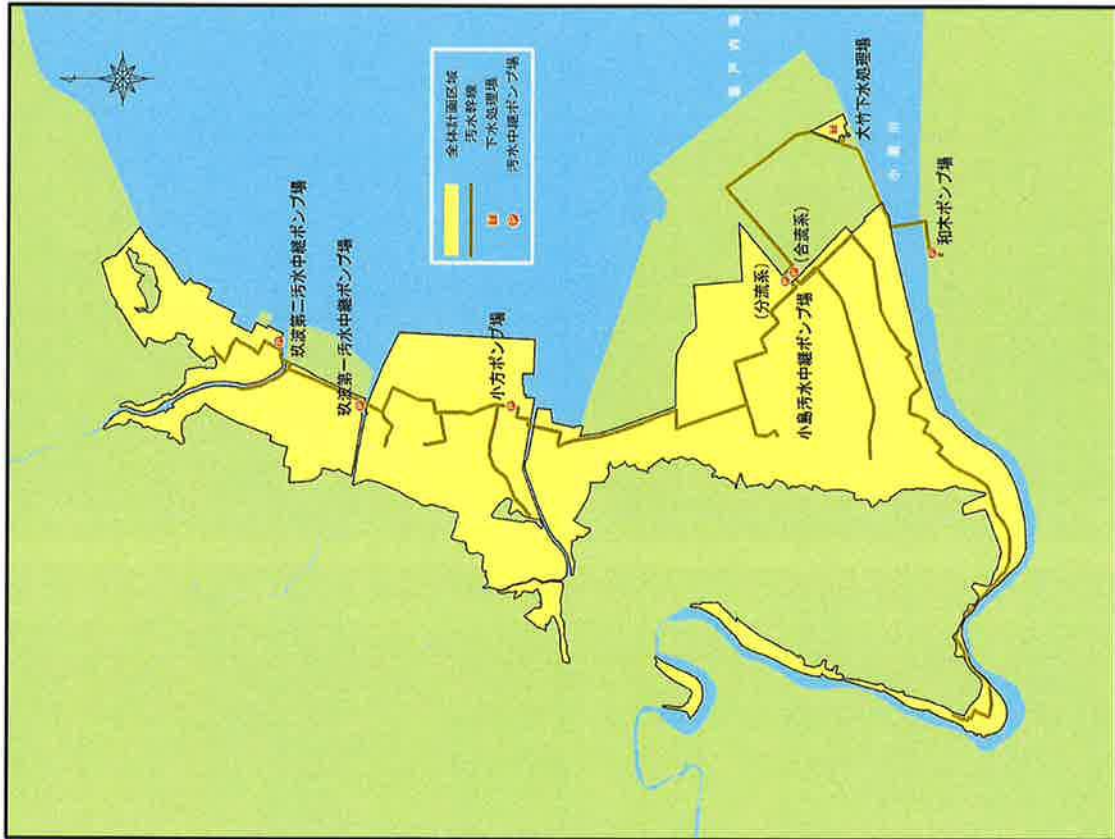 全体計画区域
汚水幹線
下水処理場
汚水中継ポンプ場
玖波第二汚水中継ポンプ場
玖波第一汚水中継ポンプ場
小方ポンプ場
瀬戸内海
(分流系)
(合流系)
小島汚水中継ポンプ場
大竹下水処理場
小瀬川
和木ポンプ場